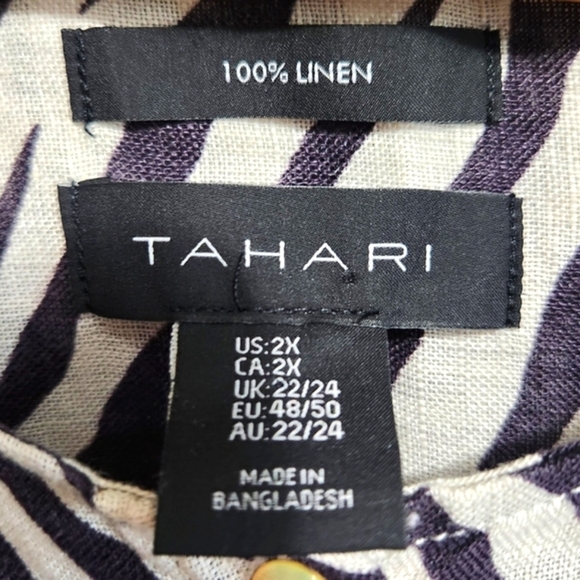 100% LINEN
TAHARI
US:2X
CA:2X
UK:22/24
EU:48/50
AU:22/24
MADE IN
BANGLADESH